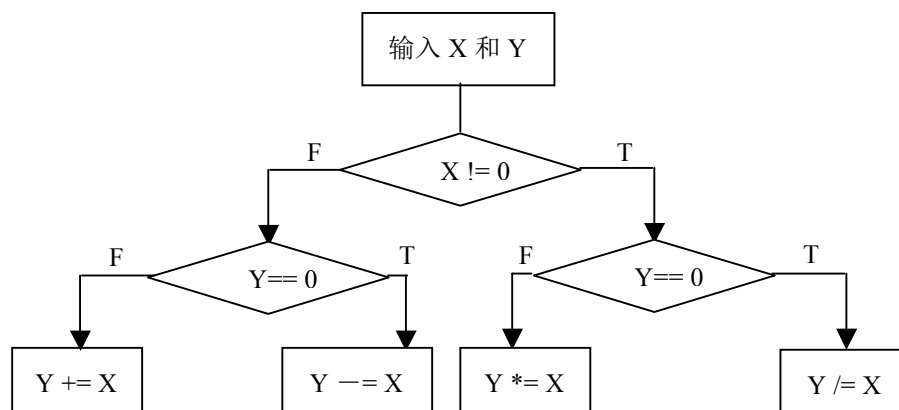 输入 X 和 Y
F
T
X != 0
F
T
F
T
Y== 0
Y== 0
Y += X
Y －= X
Y *= X
Y /= X